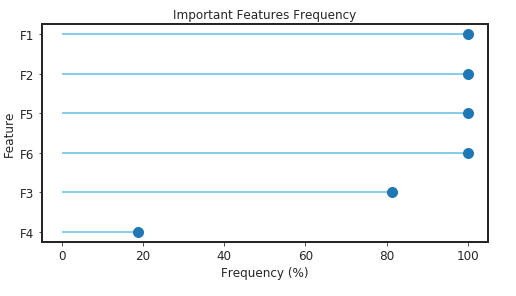 Important Features Frequency
F1
F2
F5
F6
F3
F4
Feature
0 20 40 60 80 100
Frequency (%)